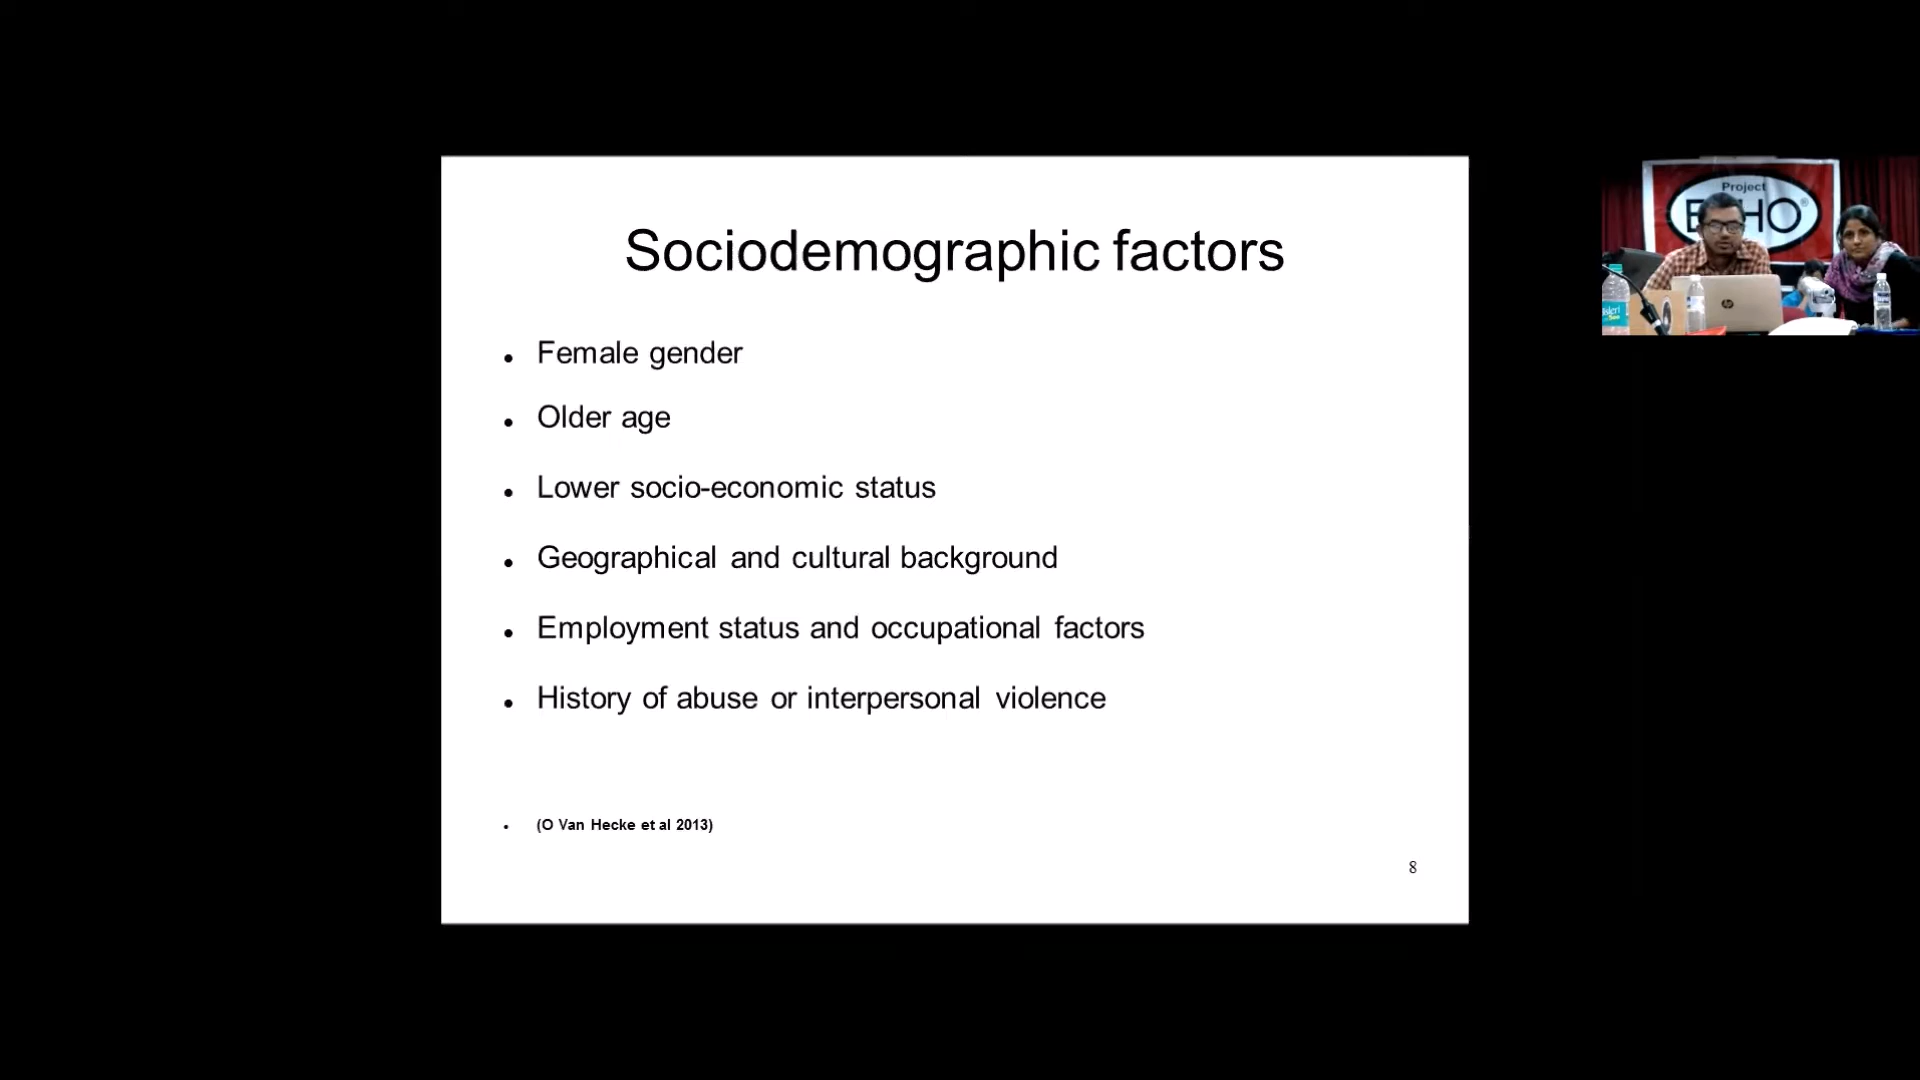 Sociodemographic factors
Female gender
Older age
Lower socio-economic status
Geographical and cultural background
Employment status and occupational factors
History of abuse or interpersonal violence
(O Van Hecke et al 2013)
8
Project
hp